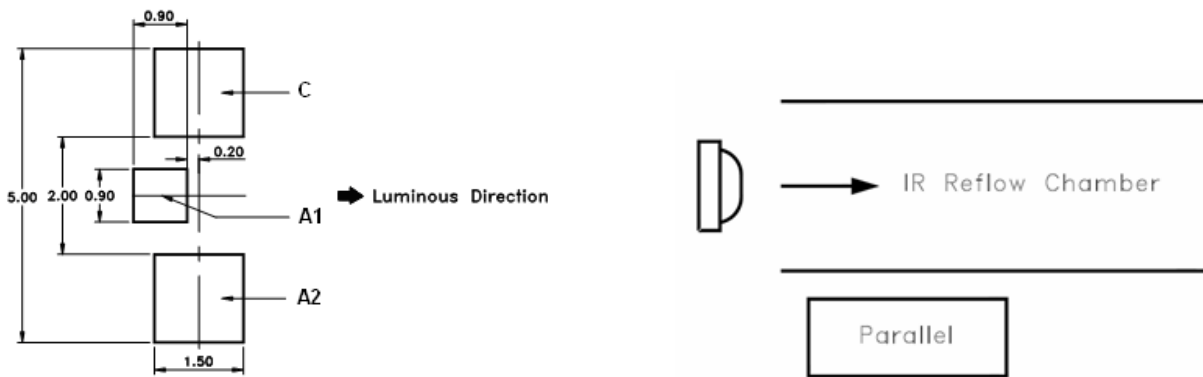 0.90
C
0.20
5.00
2.00
0.90
Luminous Direction
A1
A2
1.50
IR Reflow Chamber
Parallel